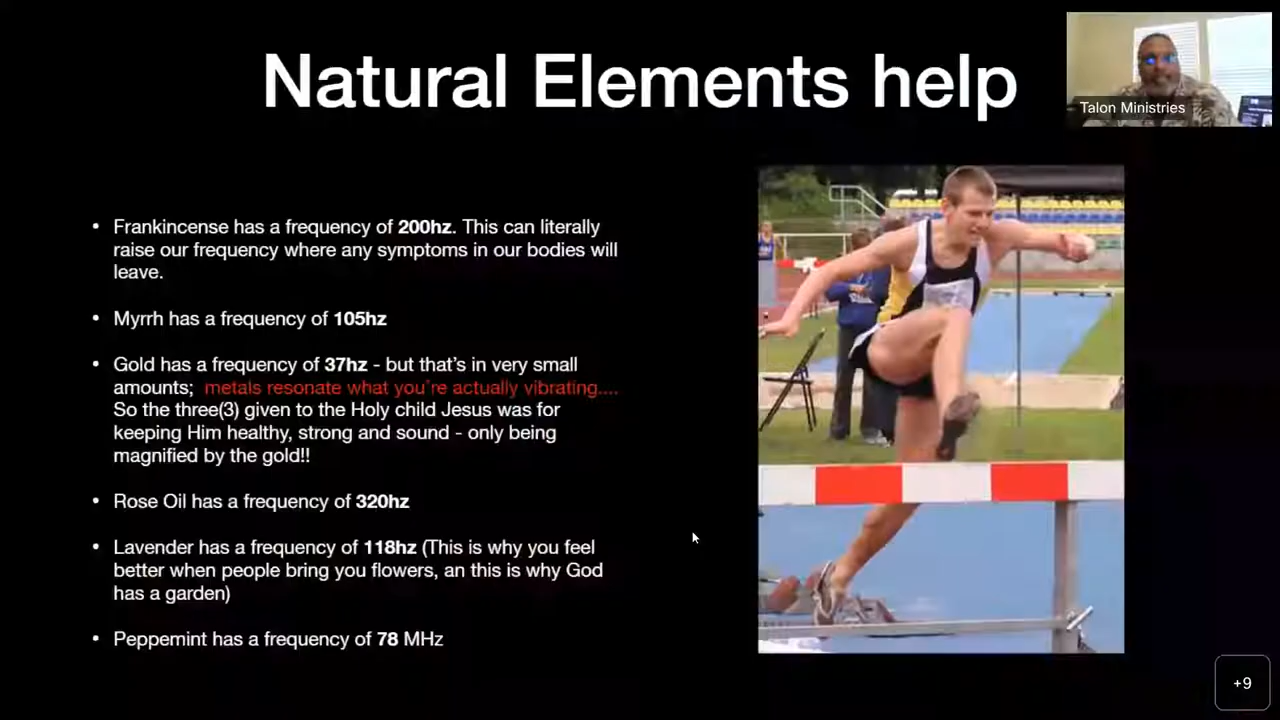 Natural Elements help
Talon Ministries
• Frankincense has a frequency of 200hz. This can literally
raise our frequency where any symptoms in our bodies will
leave.
• Myrrh has a frequency of 105hz
• Gold has a frequency of 37hz - but that's in very small
amounts; metals resonate what you're actually vibrating....
So the three(3) given to the Holy child Jesus was for
keeping Him healthy, strong and sound - only being
magnified by the gold!!
• Rose Oil has a frequency of 320hz
• Lavender has a frequency of 118hz (This is why you feel
better when people bring you flowers, an this is why God
has a garden)
• Peppemint has a frequency of 78 MHz
+9